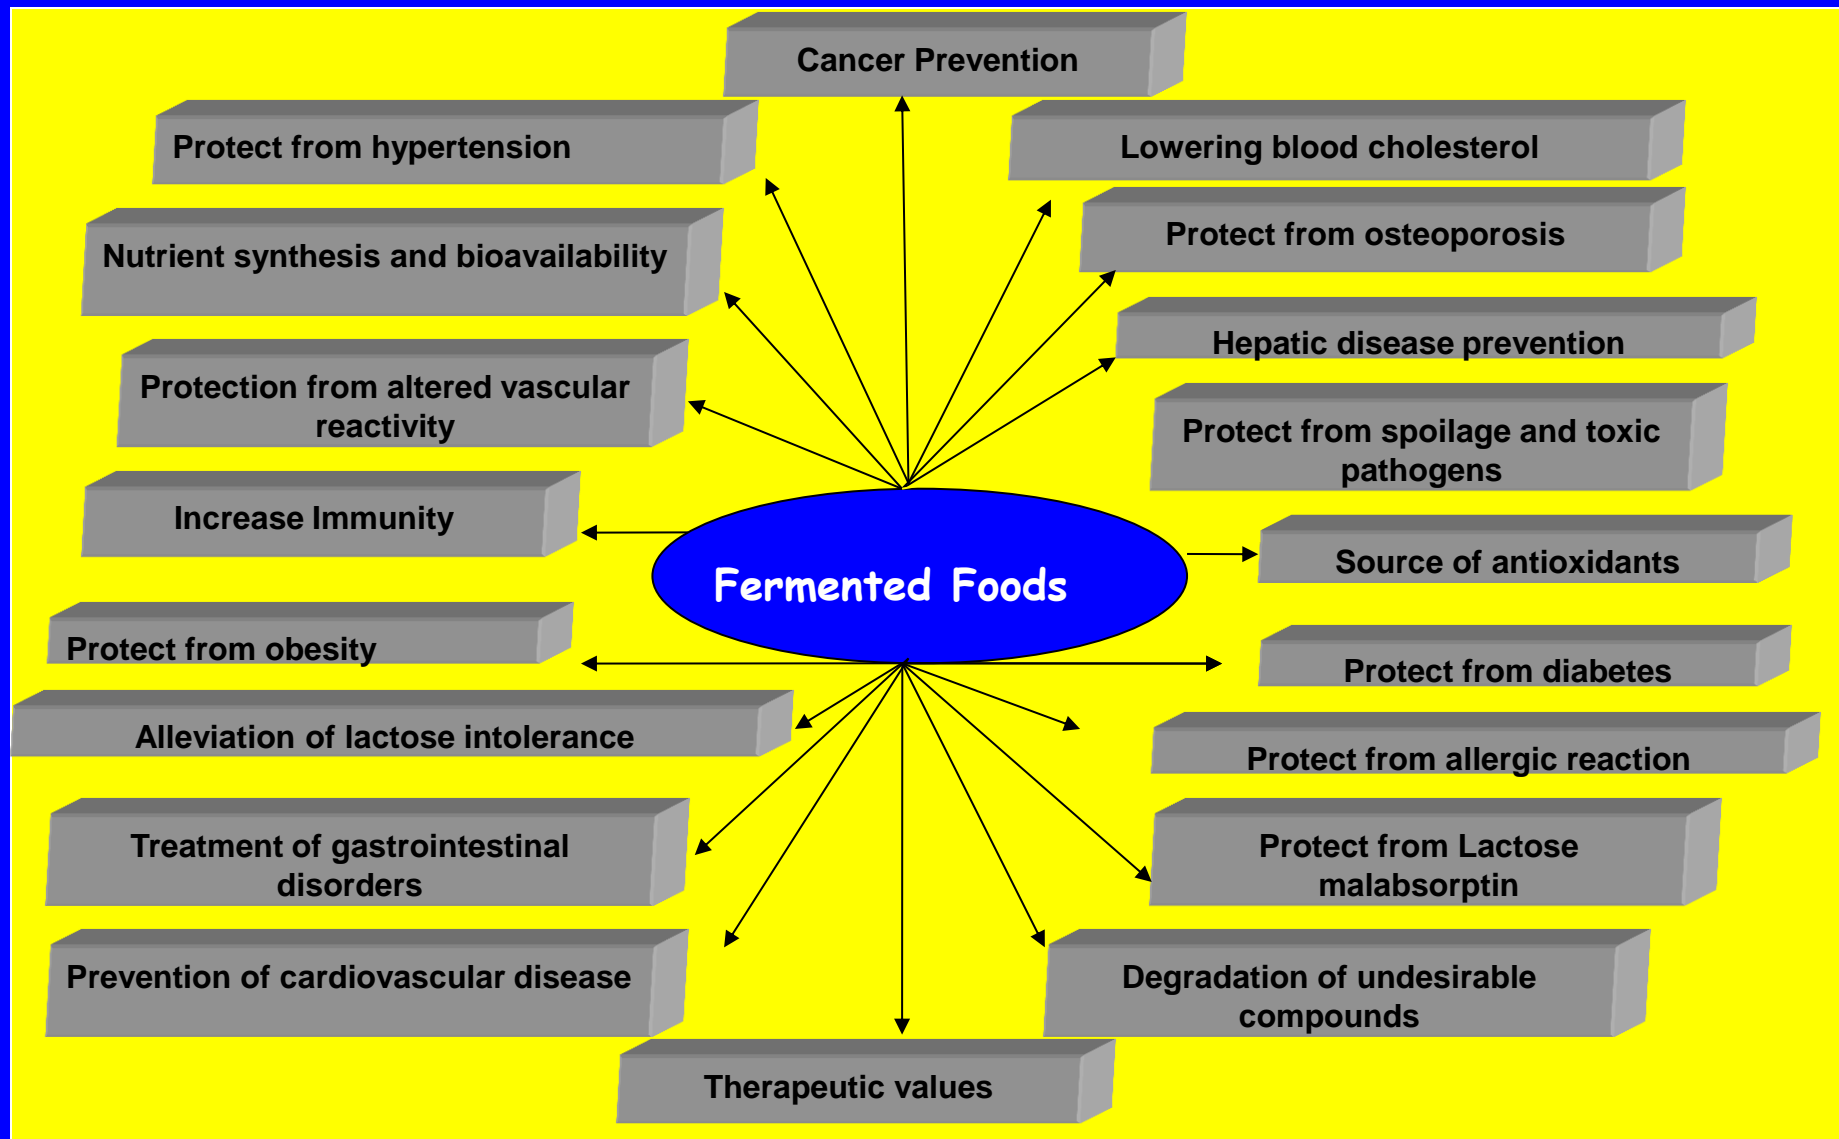 Cancer Prevention
Protect from hypertension
Lowering blood cholesterol
Nutrient synthesis and bioavailability
Protect from osteoporosis
Hepatic disease prevention
Protection from altered vascular
reactivity
Protect from spoilage and toxic
pathogens
Increase Immunity
Source of antioxidants
Fermented Foods
Protect from obesity
Protect from diabetes
Alleviation of lactose intolerance
Protect from allergic reaction
Treatment of gastrointestinal
disorders
Protect from Lactose
malabsorptin
Prevention of cardiovascular disease
Degradation of undesirable
compounds
Therapeutic values